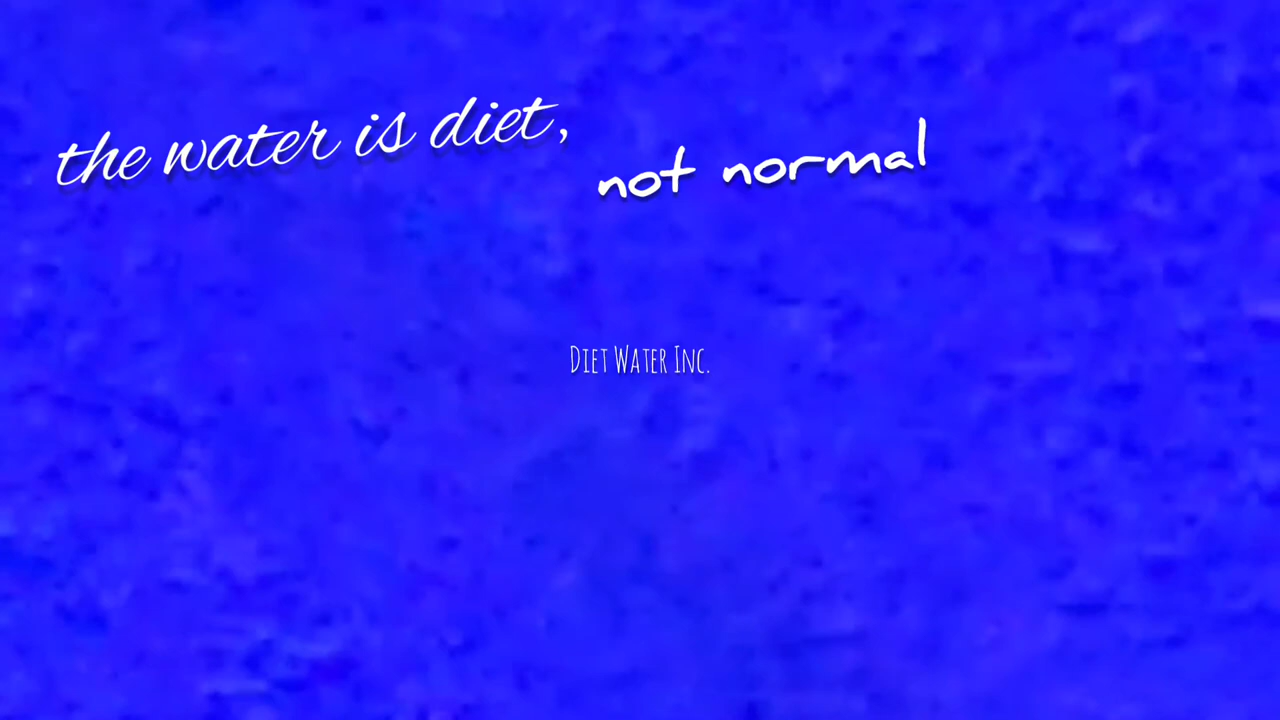 the water is diet,
not normal
Diet Water Inc.